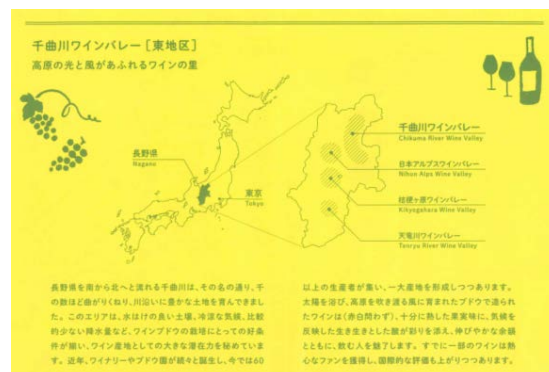 千曲川ワインバレー［東地区］
高原の光と風があふれるワインの里
千曲川ワインバレー
Chikuma River Wine Valley
長野県
Nagano
日本アルプスワインバレー
Nihon Alps Wine Valley
東京
Tokyo
桔梗ヶ原ワインバレー
Kikyogahara Wine Valley
天竜川ワインバレー
Tenryu River Wine Valley
長野県を南から北へと流れる千曲川は、その名の通り、千
の数ほど曲がりくねり、川沿いに豊かな土地を育んできまし
た。このエリアは、水はけの良い土壌、冷涼な気候、比較
的少ない降水量など、ワインブドウの栽培にとっての好条
件が揃い、ワイン産地としての大きな潜在力を秘めていま
す。近年、ワイナリーやブドウ園が続々と誕生し、今では60
以上の生産者が集い、一大産地を形成しつつあります。
太陽を浴び、高原を吹き渡る風に育まれたブドウで造られ
たワインは（赤白問わず）、十分に熟した果実味に、気候を
反映した生き生きとした酸が彩りを添え、伸びやかな余韻
とともに、飲む人を魅了します。すでに一部のワインは熱
心なファンを獲得し、国際的な評価も上がりつつあります。